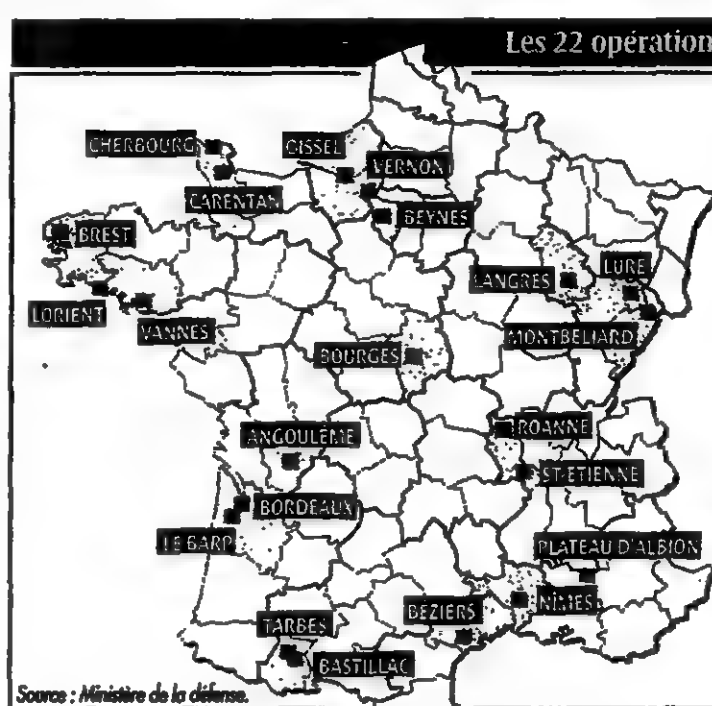 Les 22 opération
CHERBOURG
OISSEL
VERNON
CARENTAN
BEYNES
BREST
LANGRES
LURE
LORIENT
VANNES
MONTBELIARD
BOURGES
ROANNE
ANGOULÊME
ST-ETIENNE
BORDEAUX
LE BARP
PLATEAU D'ALBION
BÉZIERS
NÎMES
TARBES
BASTILLAC
Source : Ministère de la défense.